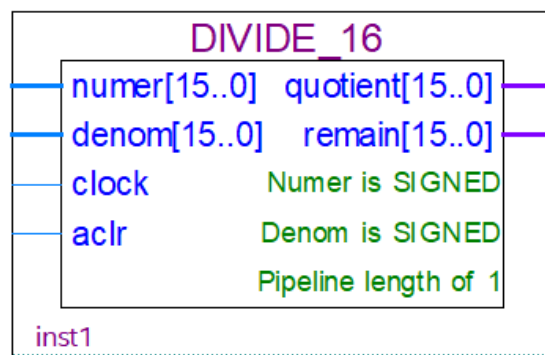 DIVIDE_16
numer[15..0] quotient[15..0]
denom[15..0] remain[15..0]
clock Numer is SIGNED
aclr Denom is SIGNED
Pipeline length of 1
inst1